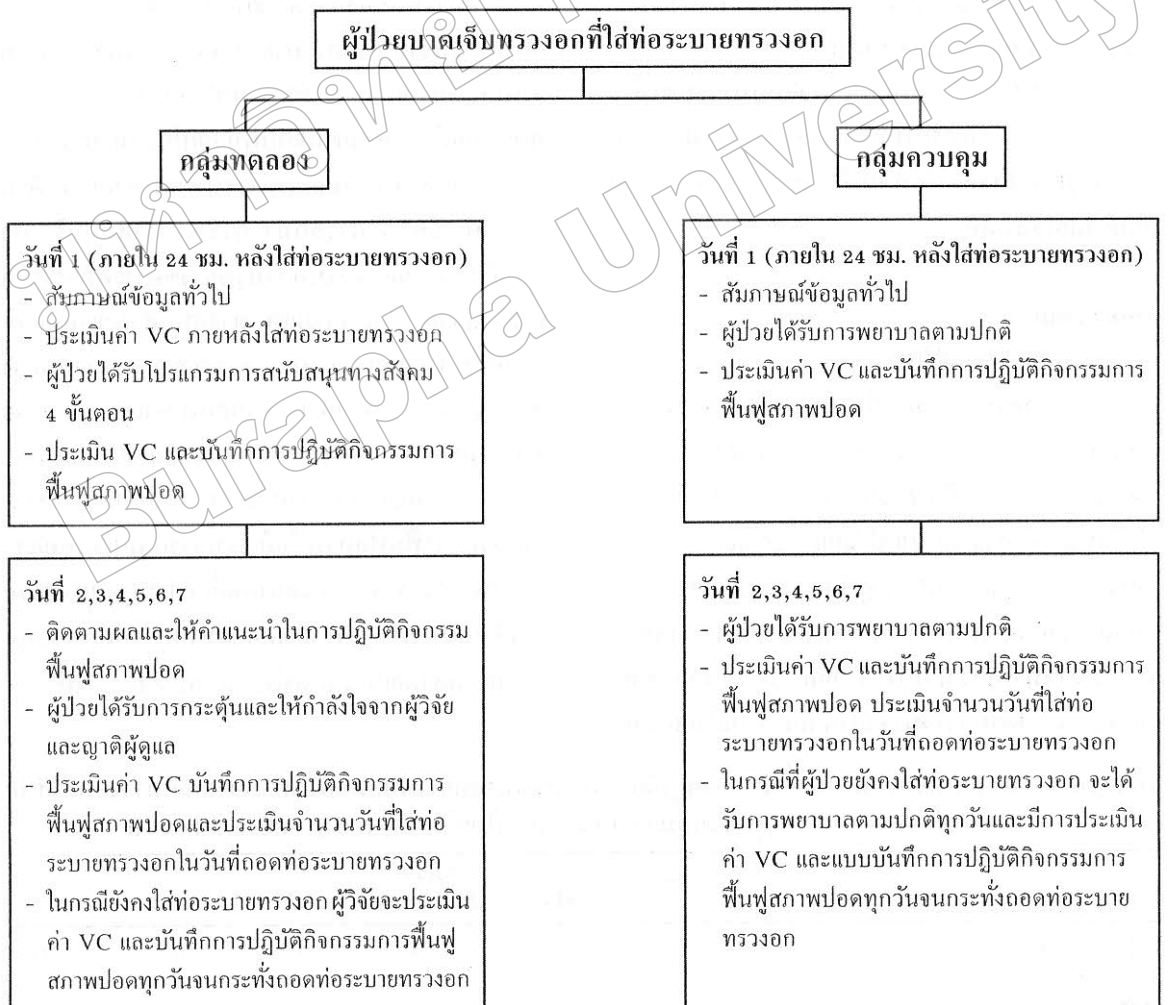 ผู้ป่วยบาดเจ็บทรวงอกที่ใส่ท่อระบายทรวงอก
กลุ่มทดลอง
วันที่ 1 (ภายใน 24 ชม. หลังใส่ท่อระบายทรวงอก)
- สัมภาษณ์ข้อมูลทั่วไป
- ประเมินค่า VC ภายหลังใส่ท่อระบายทรวงอก
- ผู้ป่วยได้รับโปรแกรมการสนับสนุนทางสังคม
4 ขั้นตอน
- ประเมิน VC และบันทึกการปฏิบัติกิจกรรมการ
ฟื้นฟูสภาพปอด
วันที่ 2,3,4,5,6,7
- ติดตามผลและให้คำแนะนำในการปฏิบัติกิจกรรม
ฟื้นฟูสภาพปอด
- ผู้ป่วยได้รับการกระตุ้นและให้กำลังใจจากผู้วิจัย
และญาติผู้ดูแล
- ประเมินค่า VC บันทึกการปฏิบัติกิจกรรมการ
ฟื้นฟูสภาพปอดและประเมินจำนวนวันที่ใส่ท่อ
ระบายทรวงอกในวันที่ถอดท่อระบายทรวงอก
- ในกรณียังคงใส่ท่อระบายทรวงอก ผู้วิจัยจะประเมิน
ค่า VC และบันทึกการปฏิบัติกิจกรรมการฟื้นฟู
สภาพปอดทุกวันจนกระทั่งถอดท่อระบายทรวงอก
กลุ่มควบคุม
วันที่ 1 (ภายใน 24 ชม. หลังใส่ท่อระบายทรวงอก)
- สัมภาษณ์ข้อมูลทั่วไป
- ผู้ป่วยได้รับการพยาบาลตามปกติ
- ประเมินค่า VC และบันทึกการปฏิบัติกิจกรรมการ
ฟื้นฟูสภาพปอด
วันที่ 2,3,4,5,6,7
- ผู้ป่วยได้รับการพยาบาลตามปกติ
- ประเมินค่า VC และบันทึกการปฏิบัติกิจกรรมการ
ฟื้นฟูสภาพปอด ประเมินจำนวนวันที่ใส่ท่อ
ระบายทรวงอกในวันที่ถอดท่อระบายทรวงอก
- ในกรณีที่ผู้ป่วยยังคงใส่ท่อระบายทรวงอก จะได้
รับการพยาบาลตามปกติทุกวันและมีการประเมิน
ค่า VC และแบบบันทึกการปฏิบัติกิจกรรมการ
ฟื้นฟูสภาพปอดทุกวันจนกระทั่งถอดท่อระบาย
ทรวงอก
Burapha University